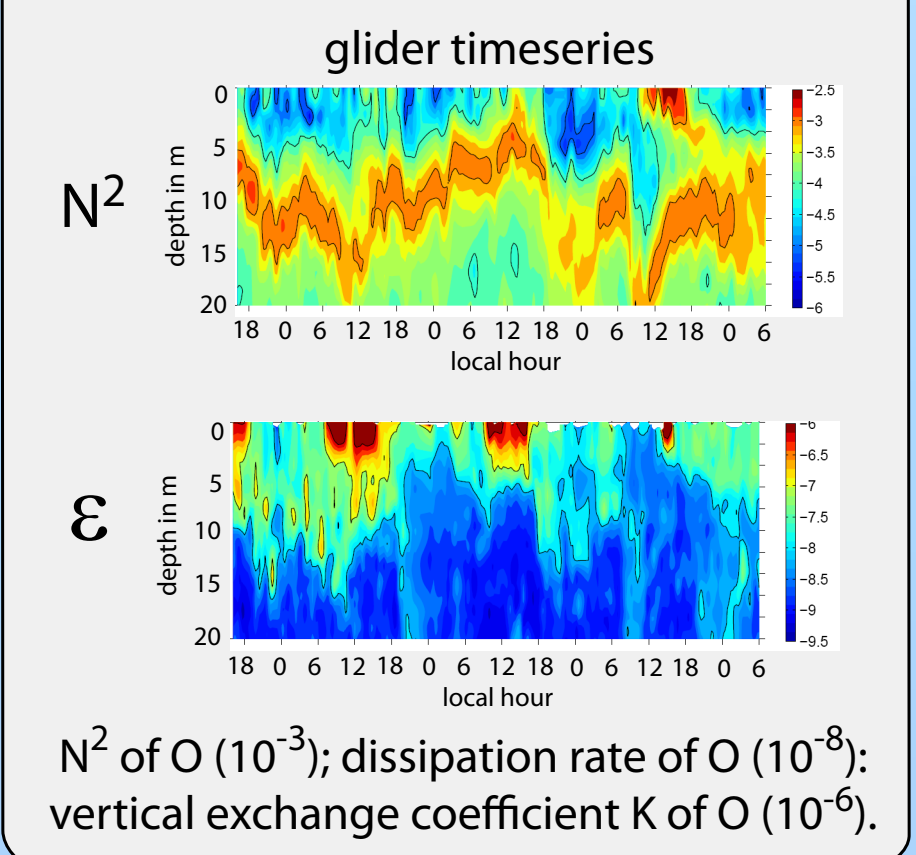 glider timeseries
N²
depth in m
0
5
10
15
20
18 0 6 12 18 0 6 12 18 0 6 12 18 0 6
local hour
−2.5
−3
−3.5
−4
−4.5
−5
−5.5
−6
ε
depth in m
0
5
10
15
20
18 0 6 12 18 0 6 12 18 0 6 12 18 0 6
local hour
−6
−6.5
−7
−7.5
−8
−8.5
−9
−9.5
N² of O (10⁻³); dissipation rate of O (10⁻⁸):
vertical exchange coefficient K of O (10⁻⁶).